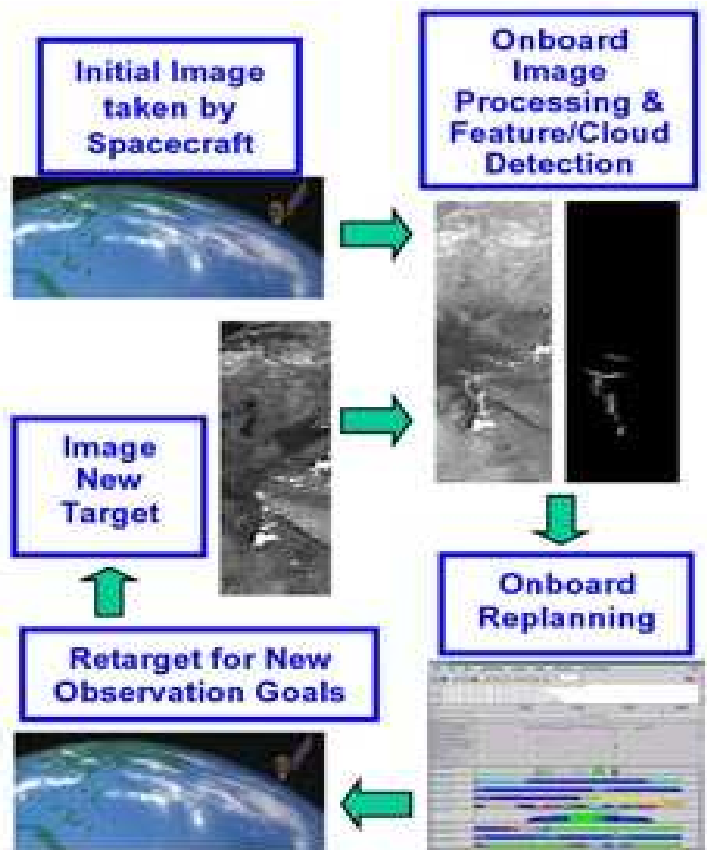 Initial Image
taken by
Spacecraft
Onboard
Image
Processing &
Feature/Cloud
Detection
Image
New
Target
Onboard
Replanning
Retarget for New
Observation Goals